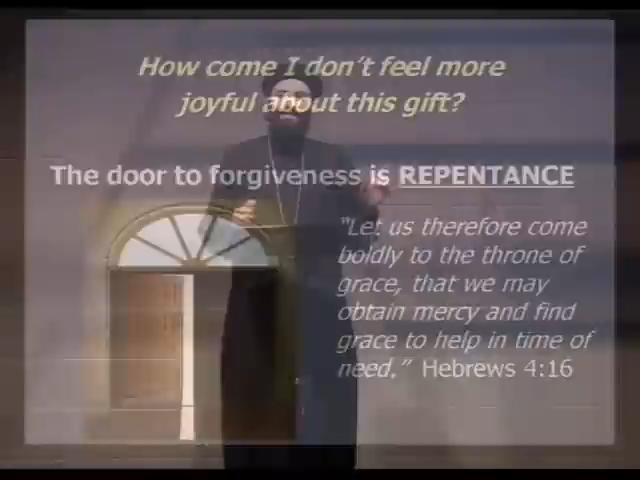 How come I don't feel more
joyful about this gift?
The door to forgiveness is REPENTANCE
"Let us therefore come
boldly to the throne of
grace, that we may
obtain mercy and find
grace to help in time of
need." Hebrews 4:16